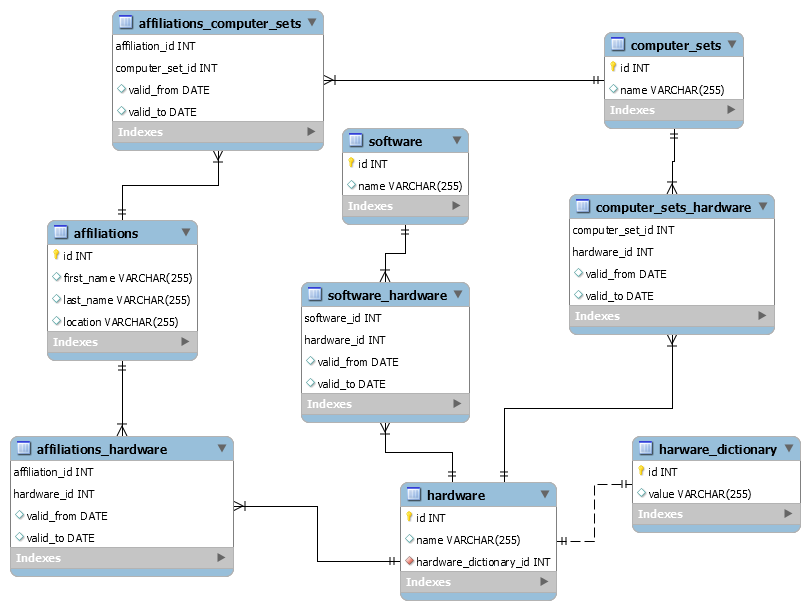 affiliations_computer_sets
affiliation_id INT
computer_set_id INT
valid_from DATE
valid_to DATE
Indexes
computer_sets
id INT
name VARCHAR(255)
Indexes
software
id INT
name VARCHAR(255)
Indexes
computer_sets_hardware
computer_set_id INT
hardware_id INT
valid_from DATE
valid_to DATE
Indexes
affiliations
id INT
first_name VARCHAR(255)
last_name VARCHAR(255)
location VARCHAR(255)
Indexes
software_hardware
software_id INT
hardware_id INT
valid_from DATE
valid_to DATE
Indexes
affiliations_hardware
affiliation_id INT
hardware_id INT
valid_from DATE
valid_to DATE
Indexes
hardware
id INT
name VARCHAR(255)
hardware_dictionary_id INT
Indexes
harware_dictionary
id INT
value VARCHAR(255)
Indexes